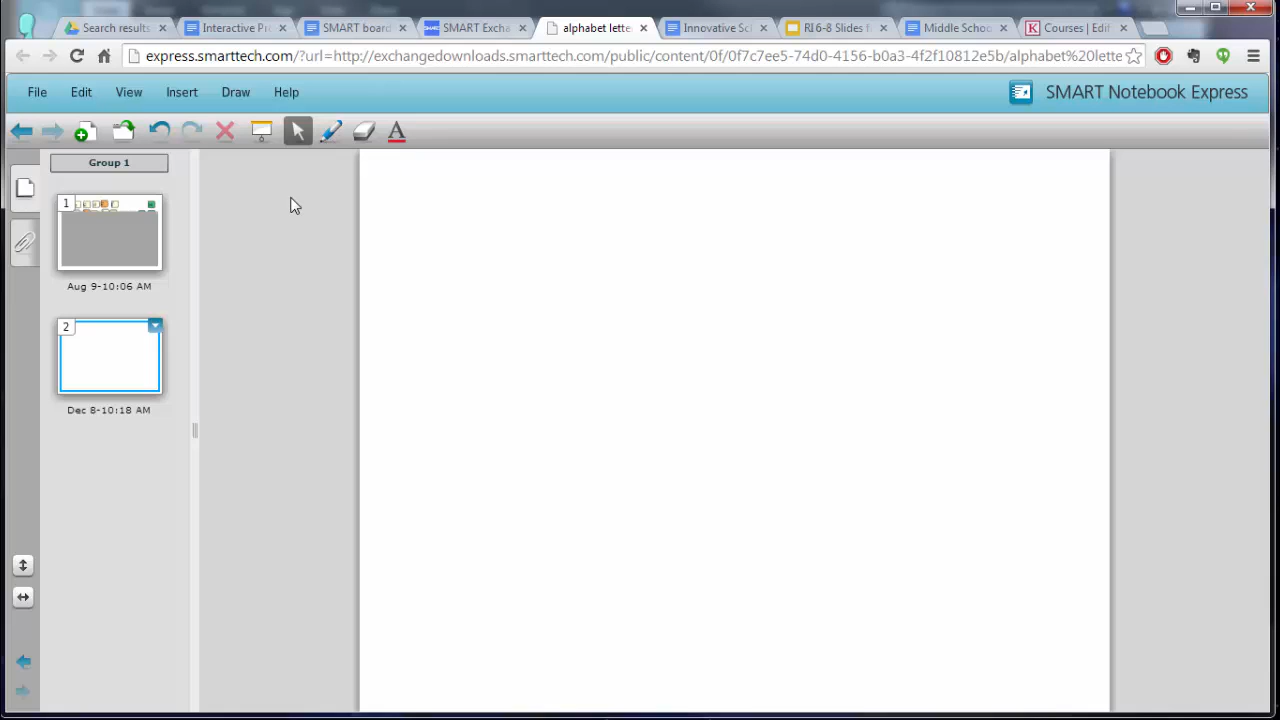 Search results
Interactive Pr
SMART board
SMART Excha
alphabet lette
Innovative Sch
RI 6-8 Slides f
Middle School
Courses | Edif
express.smarttech.com/?url=http://exchangedownloads.smarttech.com/public/content/0f/0f7c7ee5-74d0-4156-b0a3-4f2f10812e5b/alphabet%20lette
File Edit View Insert Draw Help
SMART Notebook Express
A
Group 1
1
Aug 9-10:06 AM
2
Dec 8-10:18 AM